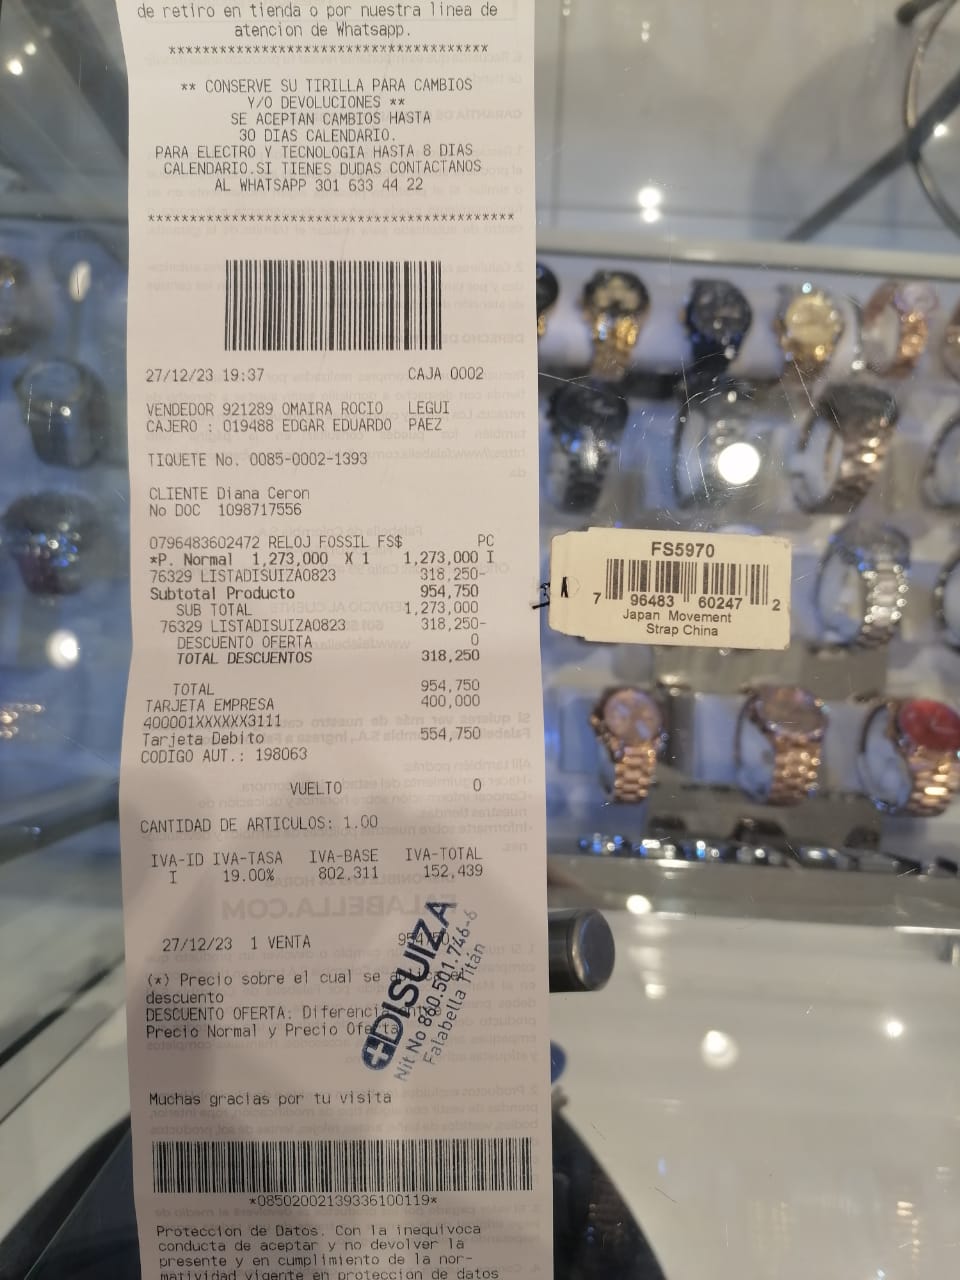 de retiro en tienda o por nuestra linea de
atencion de Whatsapp.
**************************************
** CONSERVE SU TIRILLA PARA CAMBIOS
Y/O DEVOLUCIONES **
SE ACEPTAN CAMBIOS HASTA
30 DIAS CALENDARIO.
PARA ELECTRO Y TECNOLOGIA HASTA 8 DIAS
CALENDARIO.SI TIENES DUDAS CONTACTANOS
AL WHATSAPP 301 633 44 22
*******************************************
27/12/23 19:37 CAJA 0002
VENDEDOR 921289 OMAIRA ROCIO LEGUI
CAJERO : 019488 EDGAR EDUARDO PAEZ
TIQUETE No. 0085-0002-1393
CLIENTE Diana Ceron
No DOC 1098717556
0796483602472 RELOJ FOSSIL FS$ PC
*P. Normal 1,273,000 X 1 1,273,000 I
76329 LISTADISUIZA0823 318,250-
Subtotal Producto 954,750
SUB TOTAL 1,273,000
76329 LISTADISUIZA0823 318,250-
DESCUENTO OFERTA 0
TOTAL DESCUENTOS 318,250
TOTAL 954,750
TARJETA EMPRESA 400,000
400001XXXXXX3111
Tarjeta Debito 554,750
CODIGO AUT.: 198063
VUELTO 0
CANTIDAD DE ARTICULOS: 1.00
IVA-ID IVA-TASA IVA-BASE IVA-TOTAL
I 19.00% 802,311 152,439
27/12/23 1 VENTA
(*) Precio sobre el cual se
descuento
DESCUENTO OFERTA: Diferencia
Precio Normal y Precio Oferta
DISUIZA
Nit No 860.501.746-6
Falabella Titán
Muchas gracias por tu visita
*08502002139336100119*
Proteccion de Datos. Con la inequivoca
conducta de aceptar y no devolver la
presente y en cumplimiento de la nor-
matividad vigente en proteccion de datos
FS5970
7 96483 60247 2
Japan Movement
Strap China